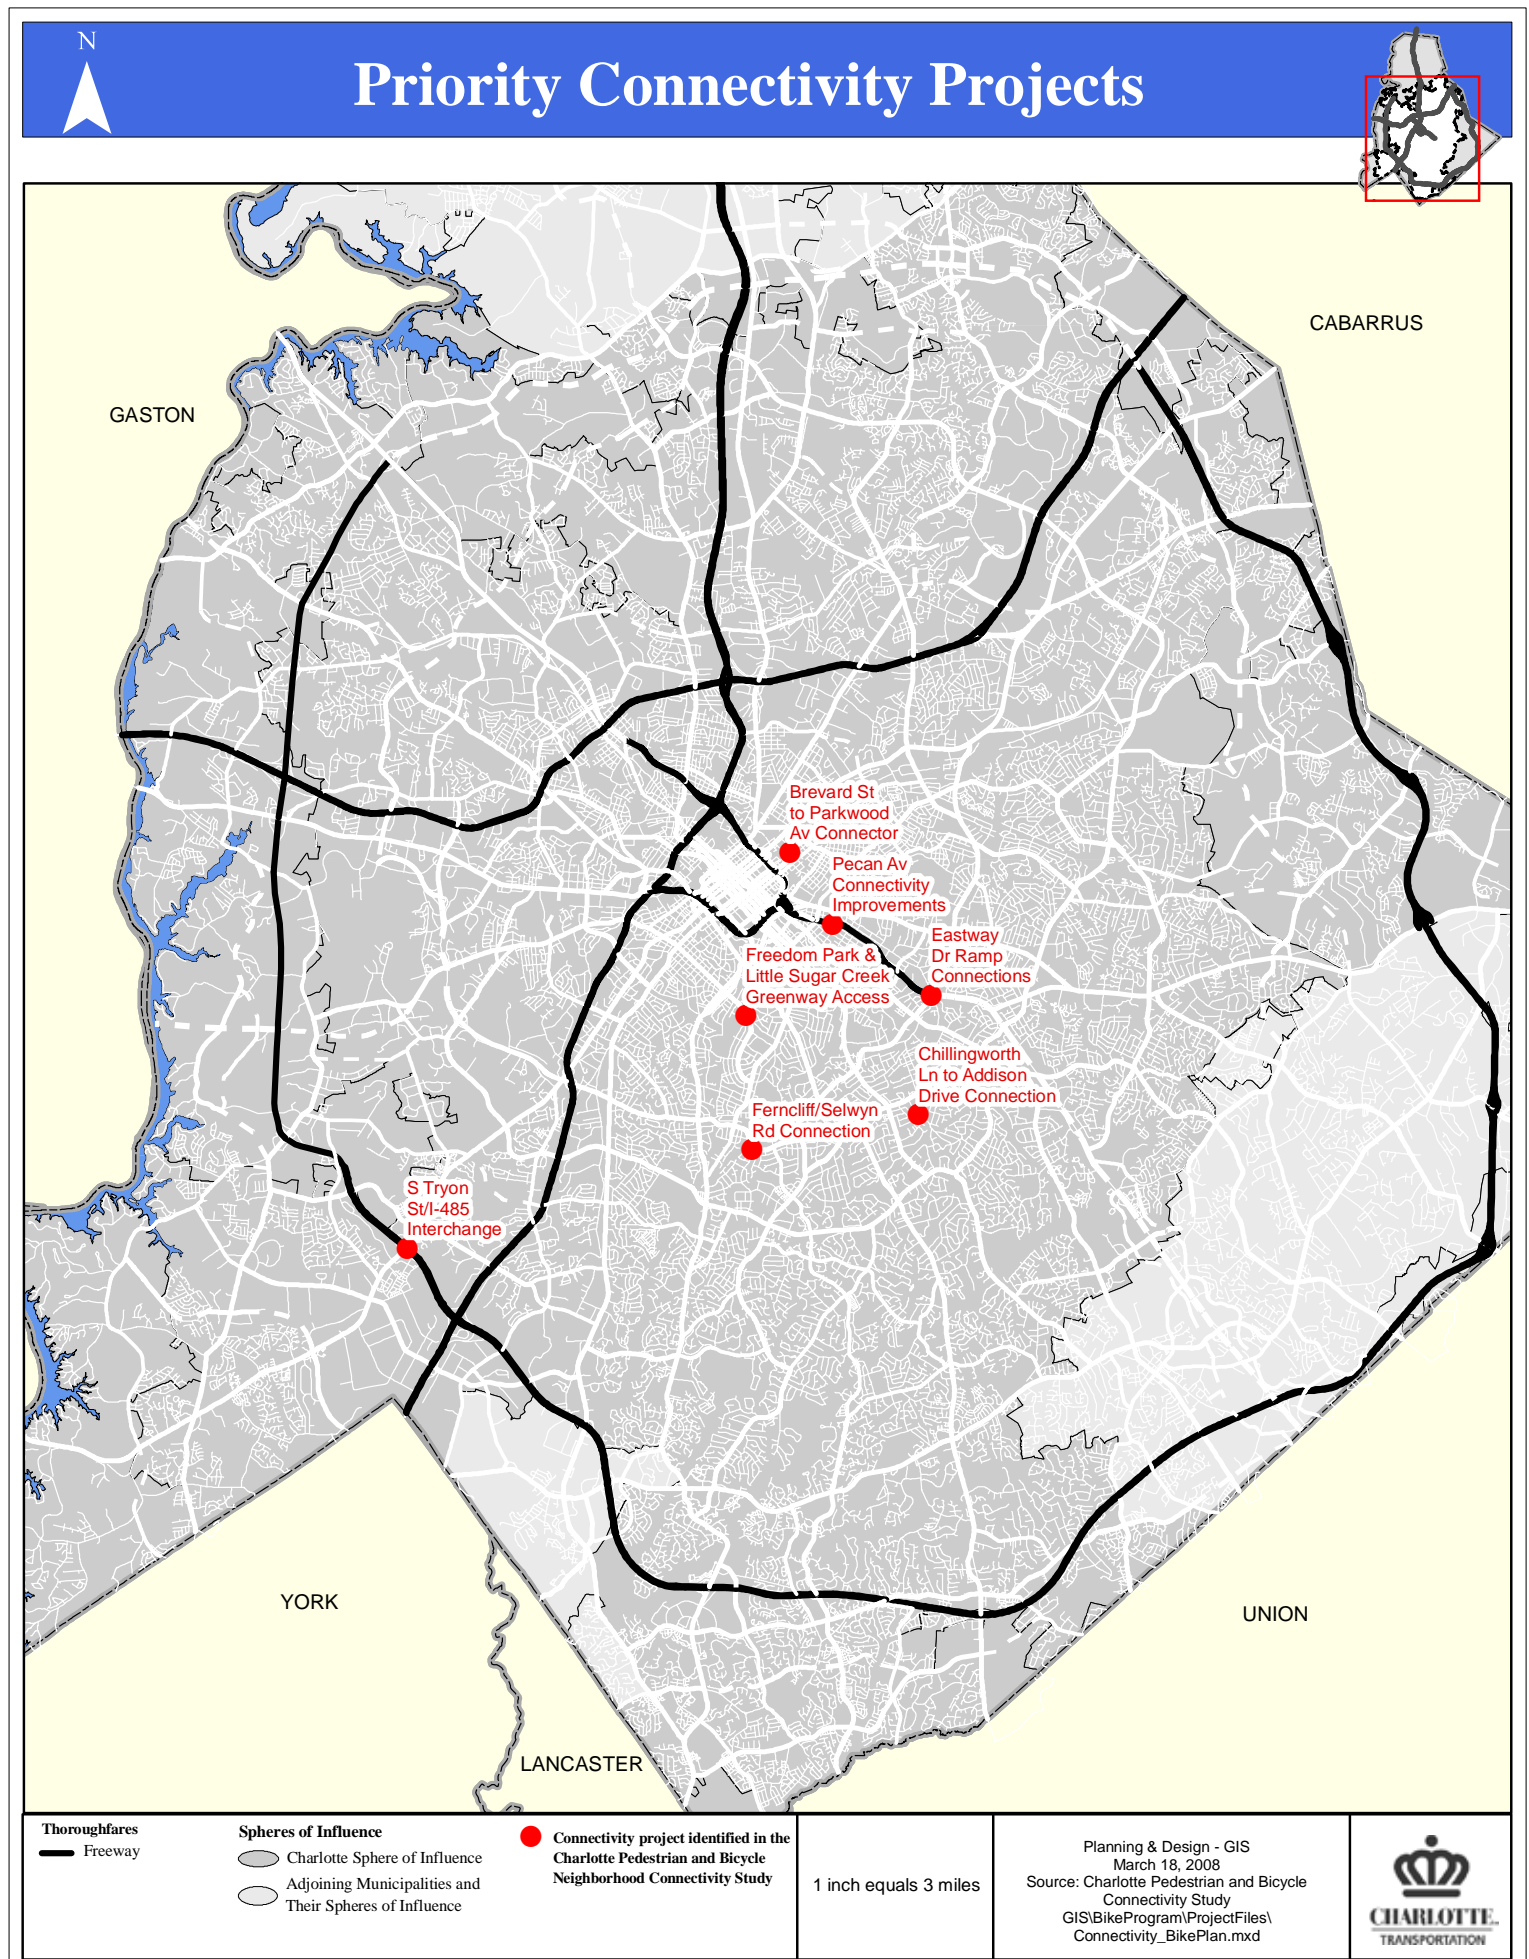 N
Priority Connectivity Projects
CABARRUS
GASTON
Brevard St
to Parkwood
Av Connector
Pecan Av
Connectivity
Improvements
Eastway
Dr Ramp
Connections
Freedom Park &
Little Sugar Creek
Greenway Access
Chillingworth
Ln to Addison
Drive Connection
Ferncliff/Selwyn
Rd Connection
S Tryon
St/I-485
Interchange
YORK
UNION
LANCASTER
Thoroughfares
Freeway
Spheres of Influence
Charlotte Sphere of Influence
Adjoining Municipalities and
Their Spheres of Influence
Connectivity project identified in the
Charlotte Pedestrian and Bicycle
Neighborhood Connectivity Study
1 inch equals 3 miles
Planning & Design - GIS
March 18, 2008
Source: Charlotte Pedestrian and Bicycle
Connectivity Study
GIS\BikeProgram\ProjectFiles\
Connectivity_BikePlan.mxd
CHARLOTTE
TRANSPORTATION